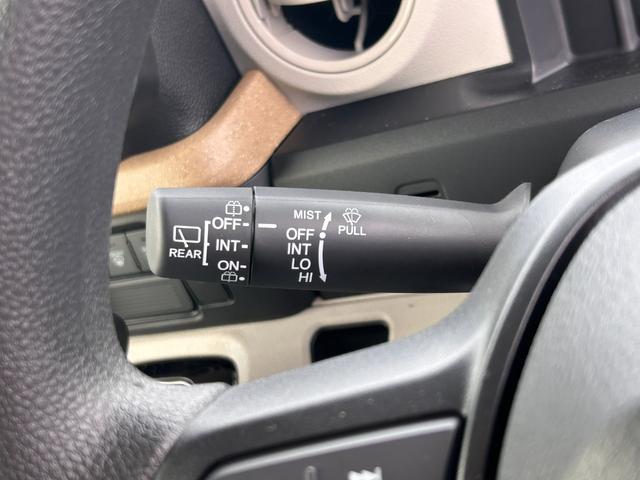 MIST
PULL
OFF
OFF
INT
INT
REAR
LO
ON
HI